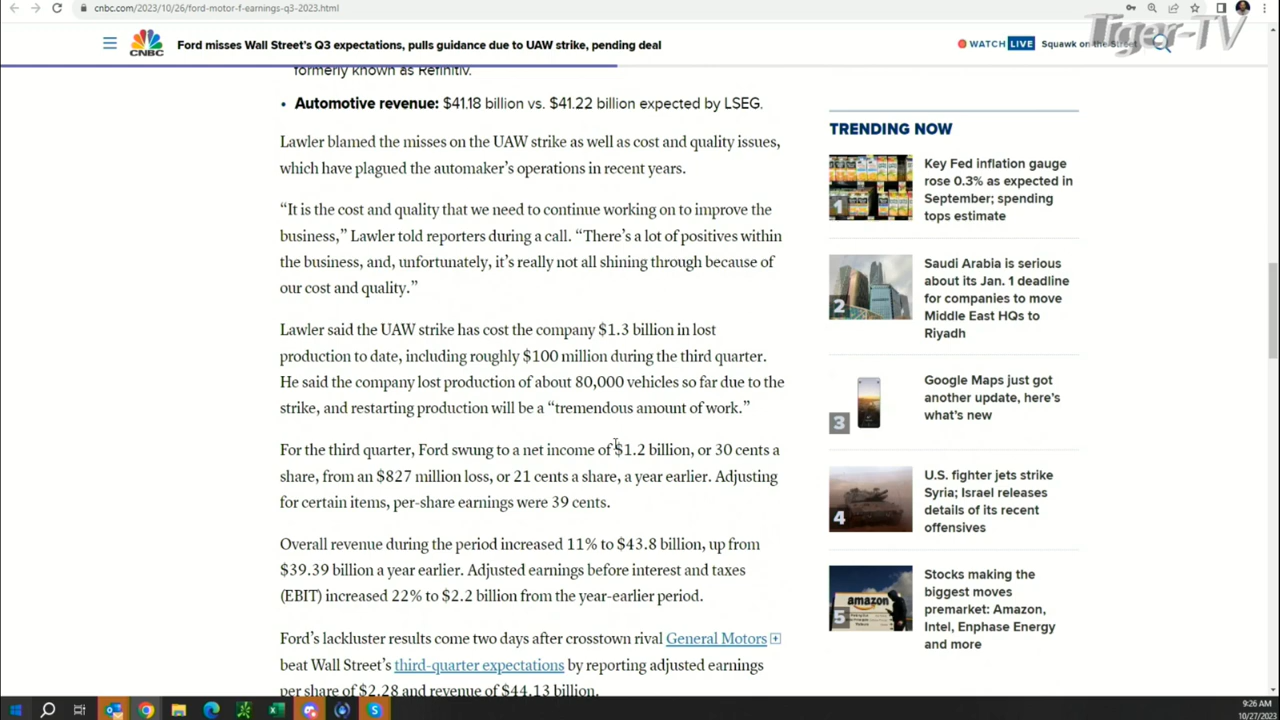 cnbc.com/2023/10/26/ford-motor-f-earnings-q3-2023.html
Tiger-TV
CNBC
Ford misses Wall Street's Q3 expectations, pulls guidance due to UAW strike, pending deal
WATCH LIVE
Squawk on the Street
formerly known as Refinitiv.
• Automotive revenue: $41.18 billion vs. $41.22 billion expected by LSEG.
Lawler blamed the misses on the UAW strike as well as cost and quality issues,
which have plagued the automaker's operations in recent years.
“It is the cost and quality that we need to continue working on to improve the
business,” Lawler told reporters during a call. “There's a lot of positives within
the business, and, unfortunately, it's really not all shining through because of
our cost and quality.”
Lawler said the UAW strike has cost the company $1.3 billion in lost
production to date, including roughly $100 million during the third quarter.
He said the company lost production of about 80,000 vehicles so far due to the
strike, and restarting production will be a “tremendous amount of work.”
For the third quarter, Ford swung to a net income of $1.2 billion, or 30 cents a
share, from an $827 million loss, or 21 cents a share, a year earlier. Adjusting
for certain items, per-share earnings were 39 cents.
Overall revenue during the period increased 11% to $43.8 billion, up from
$39.39 billion a year earlier. Adjusted earnings before interest and taxes
(EBIT) increased 22% to $2.2 billion from the year-earlier period.
Ford's lackluster results come two days after crosstown rival General Motors
beat Wall Street's third-quarter expectations by reporting adjusted earnings
per share of $2.28 and revenue of $44.13 billion.
TRENDING NOW
1
Key Fed inflation gauge
rose 0.3% as expected in
September; spending
tops estimate
2
Saudi Arabia is serious
about its Jan. 1 deadline
for companies to move
Middle East HQs to
Riyadh
3
Google Maps just got
another update, here's
what's new
4
U.S. fighter jets strike
Syria; Israel releases
details of its recent
offensives
5
amazon
Stocks making the
biggest moves
premarket: Amazon,
Intel, Enphase Energy
and more
9:26 AM
10/27/2023